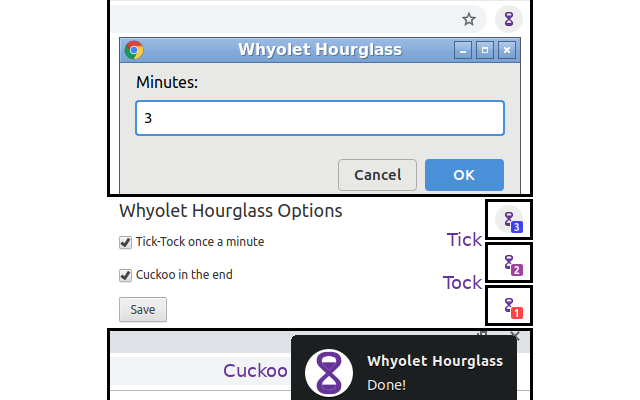 Whyolet Hourglass
Minutes:
3
Cancel OK
Whyolet Hourglass Options
3
Tick-Tock once a minute
Tick
2
Cuckoo in the end
Tock
Save
1
Whyolet Hourglass
Cuckoo
Done!